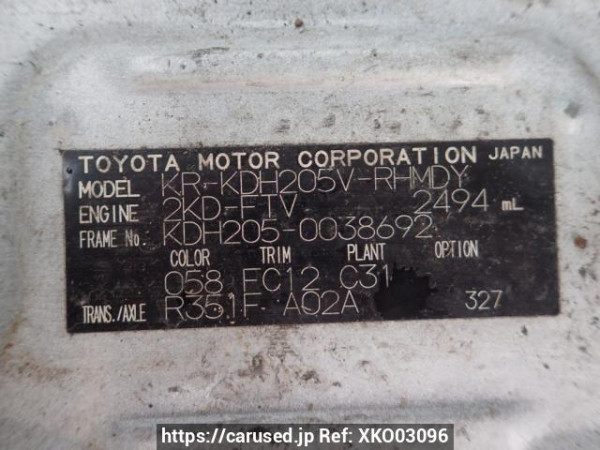 TOYOTA MOTOR CORPORATION JAPAN
MODEL KR-KDH205V-RHMDY
ENGINE 2KD-FTV 2494 mL
FRAME No. KDH205-0038692
COLOR TRIM PLANT OPTION
058 FC12 C31
TRANS./AXLE R351F A02A 327
https://carused.jp Ref: XKO03096